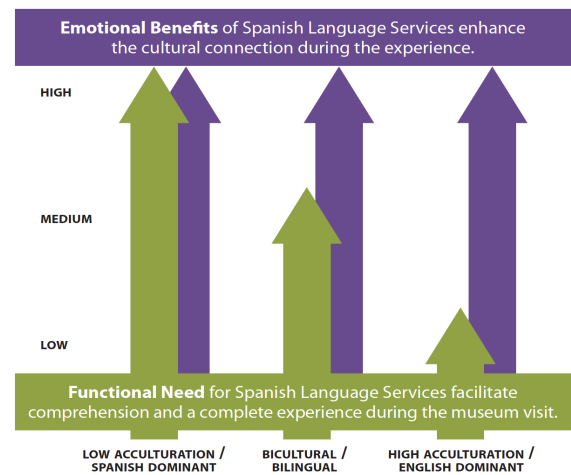 Emotional Benefits of Spanish Language Services enhance
the cultural connection during the experience.
HIGH
MEDIUM
LOW
Functional Need for Spanish Language Services facilitate
comprehension and a complete experience during the museum visit.
LOW ACCULTURATION /
SPANISH DOMINANT
BICULTURAL /
BILINGUAL
HIGH ACCULTURATION /
ENGLISH DOMINANT